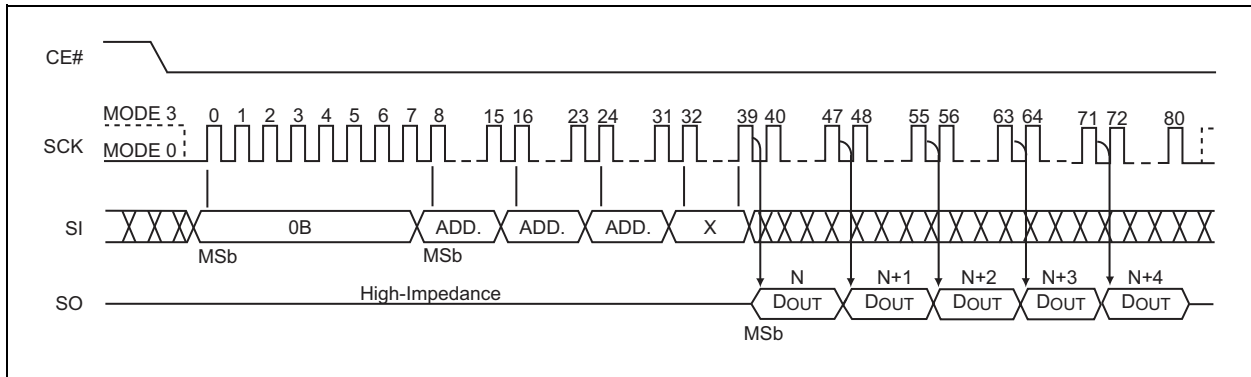 CE#
MODE 3
0 1 2 3 4 5 6 7 8 15 16 23 24 31 32 39 40 47 48 55 56 63 64 71 72 80
SCK
MODE 0
SI
0B ADD. ADD. ADD. X
MSb MSb
N N+1 N+2 N+3 N+4
High-Impedance
SO
DOUT DOUT DOUT DOUT DOUT
MSb